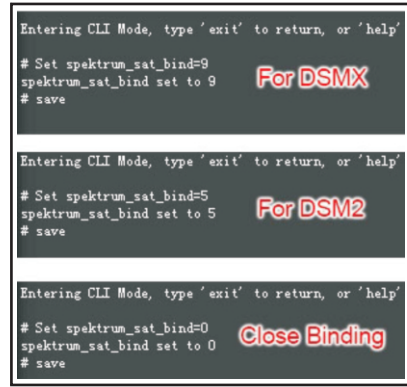 Entering CLI Mode, type 'exit' to return, or 'help'
# Set spektrum_sat_bind=9
spektrum_sat_bind set to 9
# save
For DSMX
Entering CLI Mode, type 'exit' to return, or 'help'
# Set spektrum_sat_bind=5
spektrum_sat_bind set to 5
# save
For DSM2
Entering CLI Mode, type 'exit' to return, or 'help'
# Set spektrum_sat_bind=0
spektrum_sat_bind set to 0
# save
Close Binding